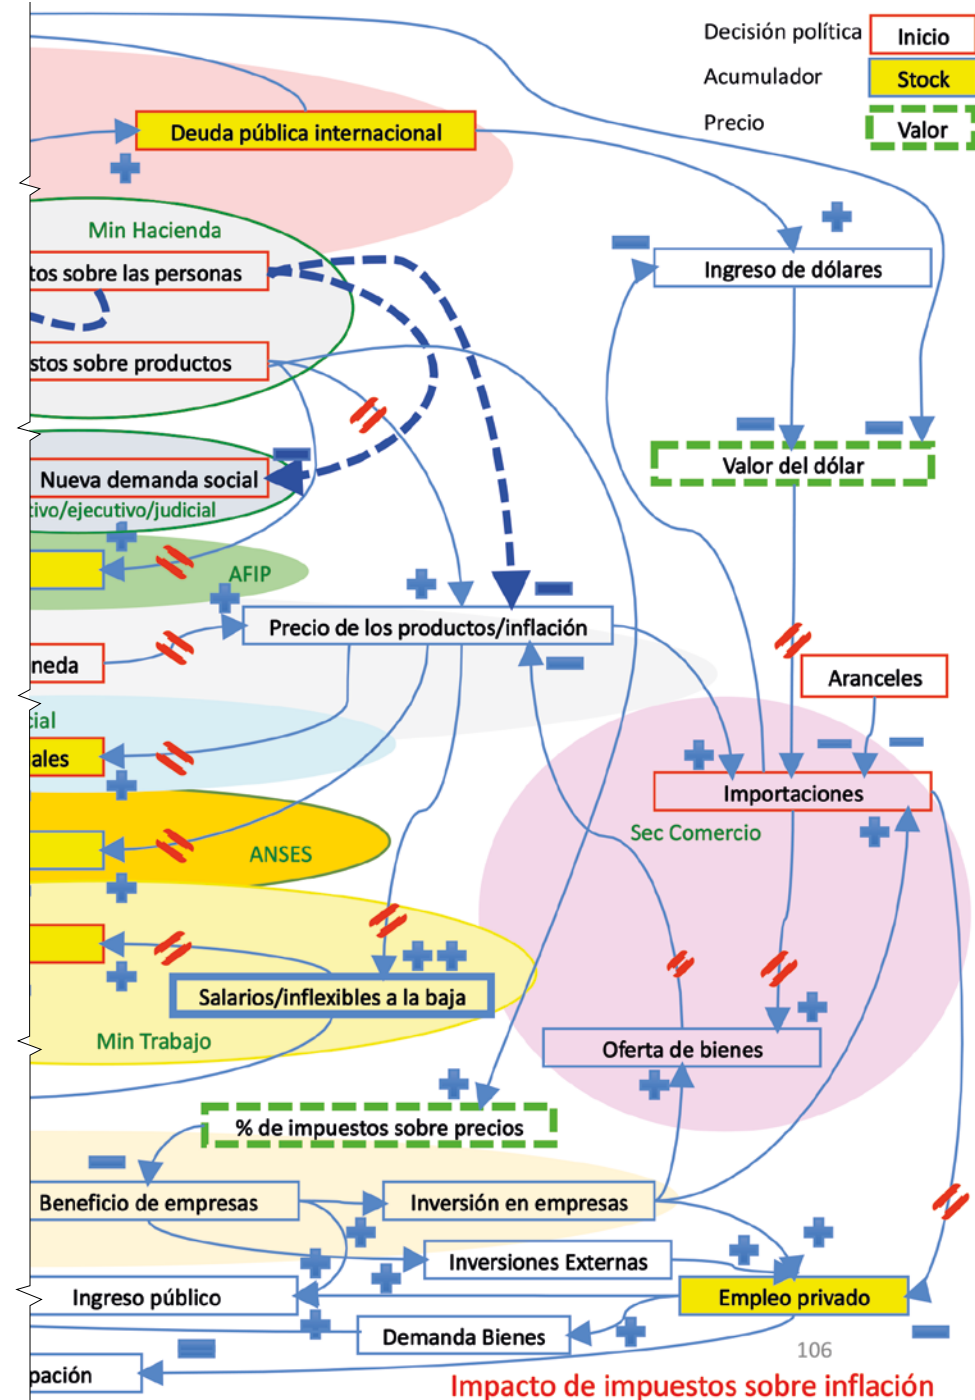 Decisión política
Inicio
Acumulador
Stock
Precio
Valor
Deuda pública internacional
Min Hacienda
tos sobre las personas
Ingreso de dólares
stos sobre productos
Valor del dólar
Nueva demanda social
tivo/ejecutivo/judicial
AFIP
Precio de los productos/inflación
neda
Aranceles
cial
ales
Importaciones
Sec Comercio
ANSES
Salarios/inflexibles a la baja
Min Trabajo
Oferta de bienes
% de impuestos sobre precios
Beneficio de empresas
Inversión en empresas
Inversiones Externas
Ingreso público
Empleo privado
Demanda Bienes
106
pación
Impacto de impuestos sobre inflación